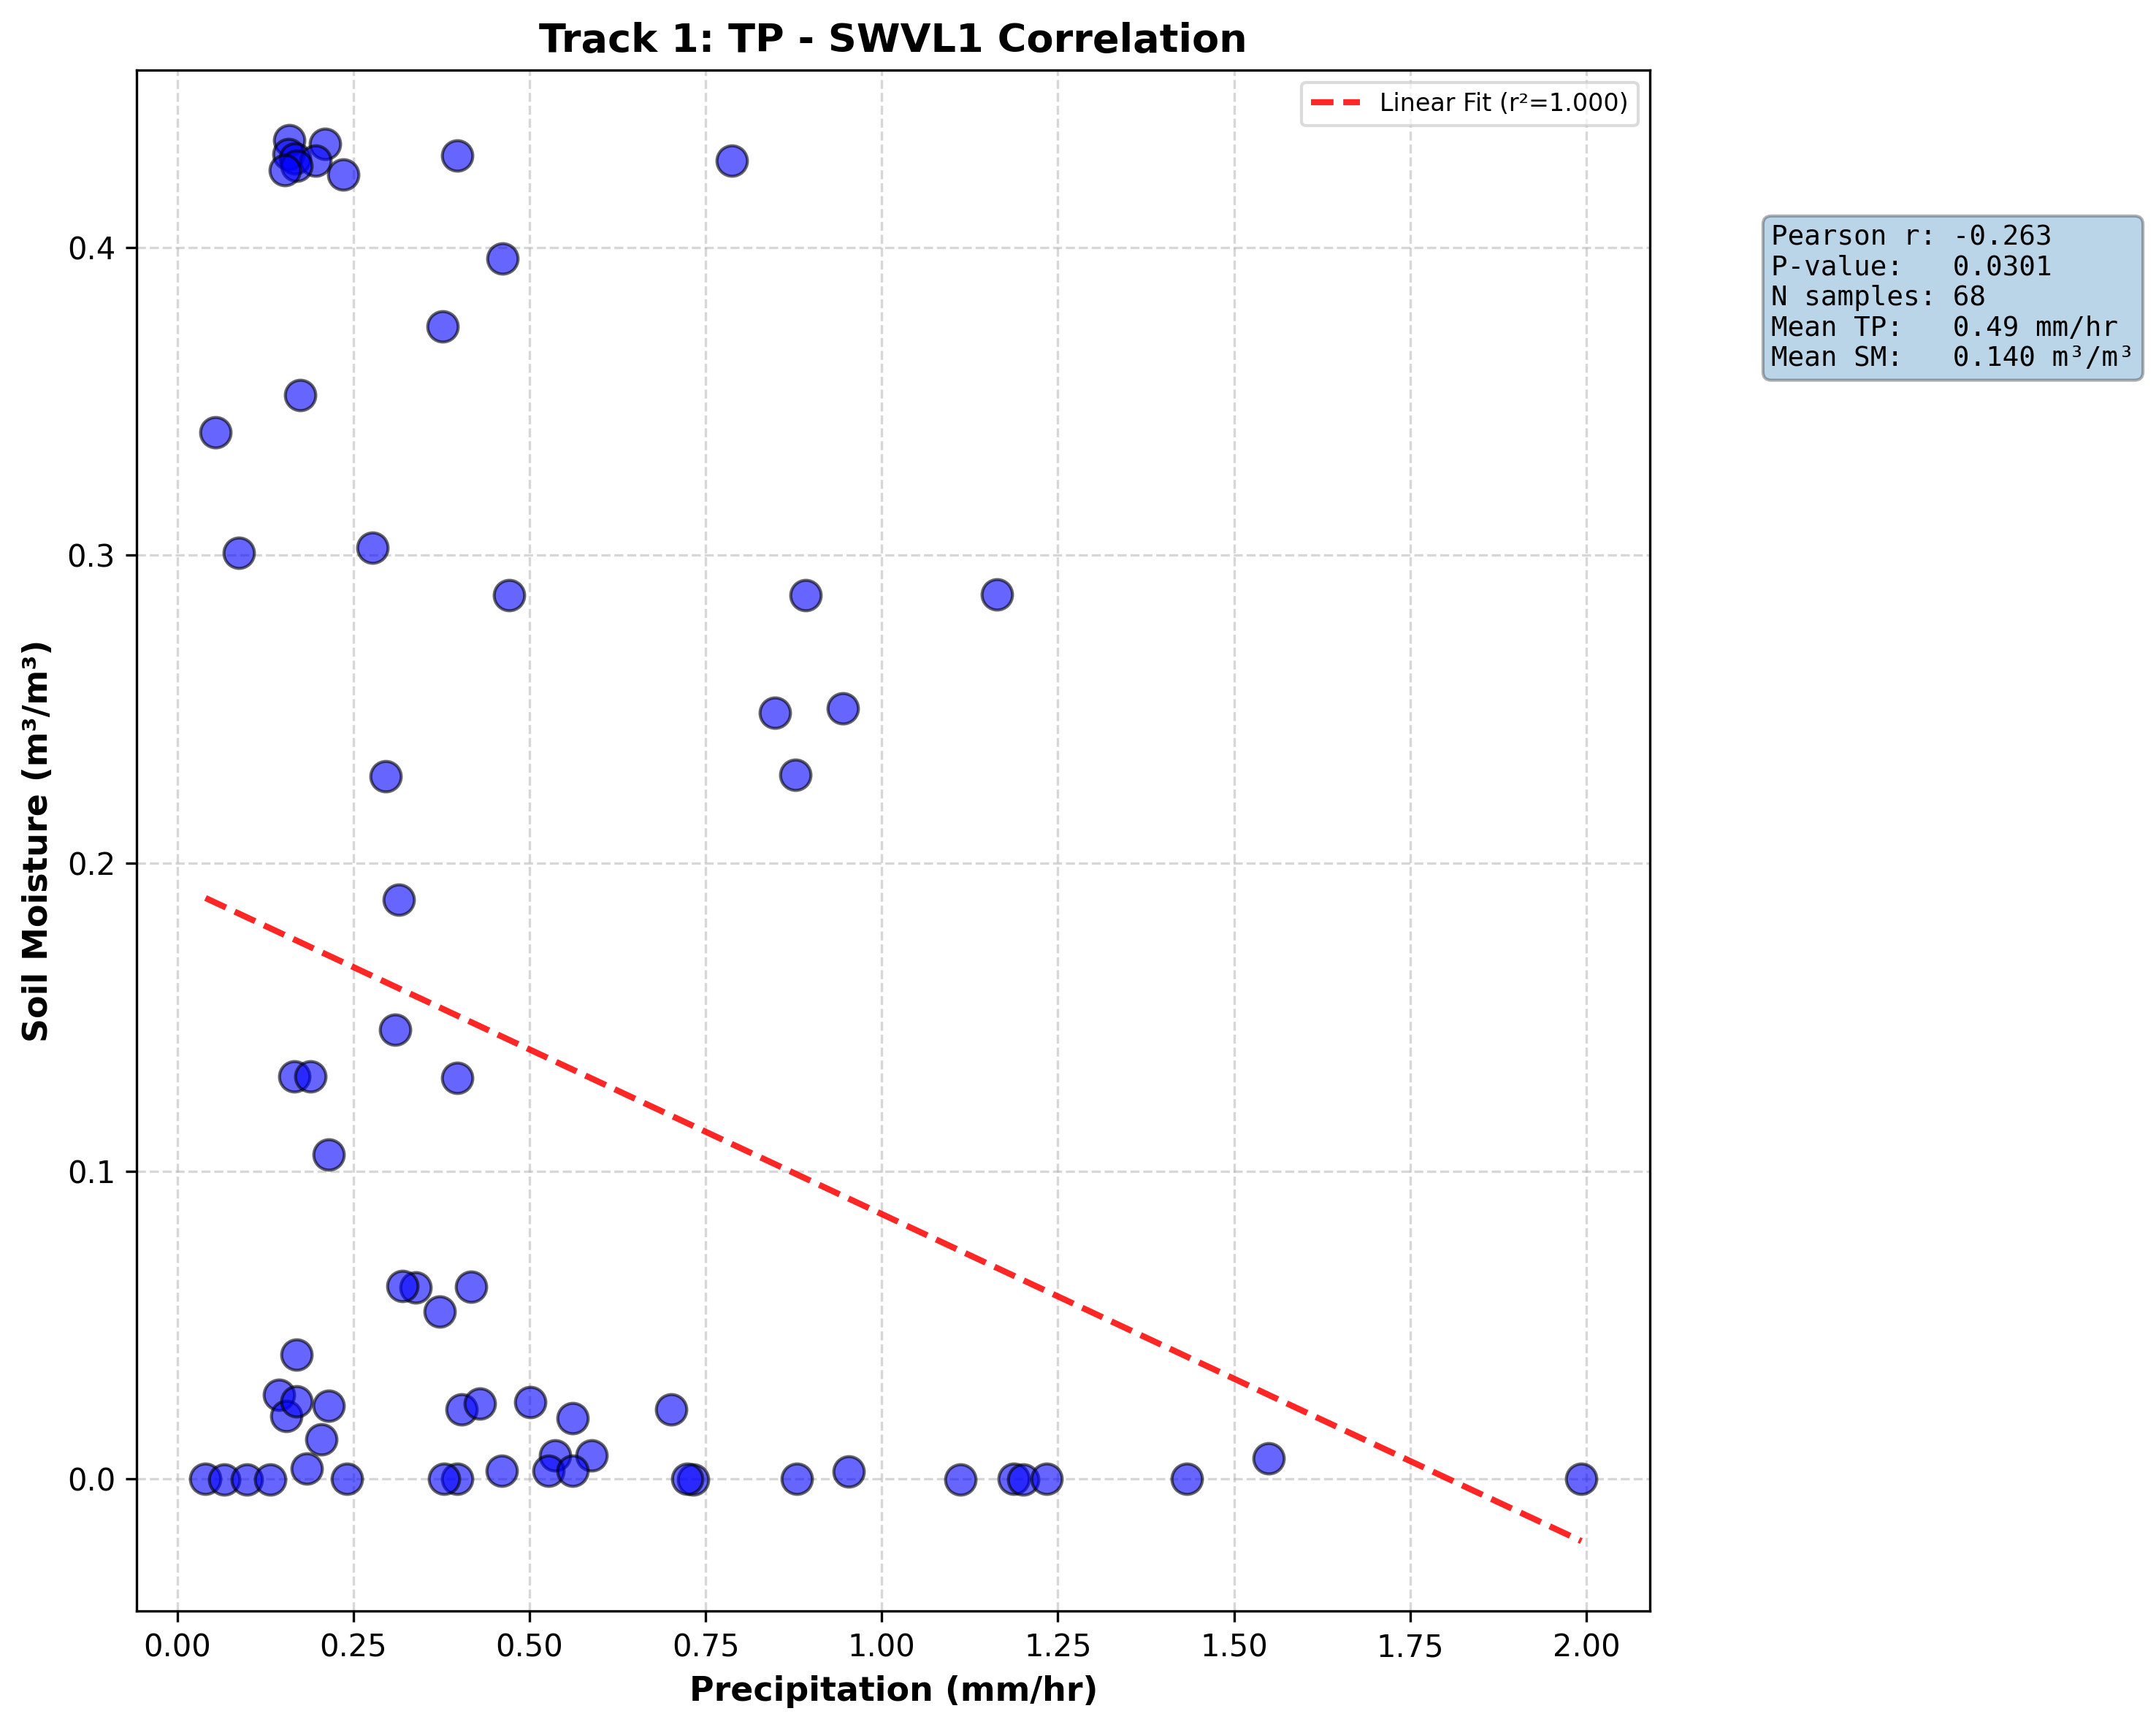 Track 1: TP - SWVL1 Correlation
Linear Fit (r²=1.000)
Pearson r: -0.263
P-value:   0.0301
N samples: 68
Mean TP:   0.49 mm/hr
Mean SM:   0.140 m³/m³
Soil Moisture (m³/m³)
0.4
0.3
0.2
0.1
0.0
0.00 0.25 0.50 0.75 1.00 1.25 1.50 1.75 2.00
Precipitation (mm/hr)